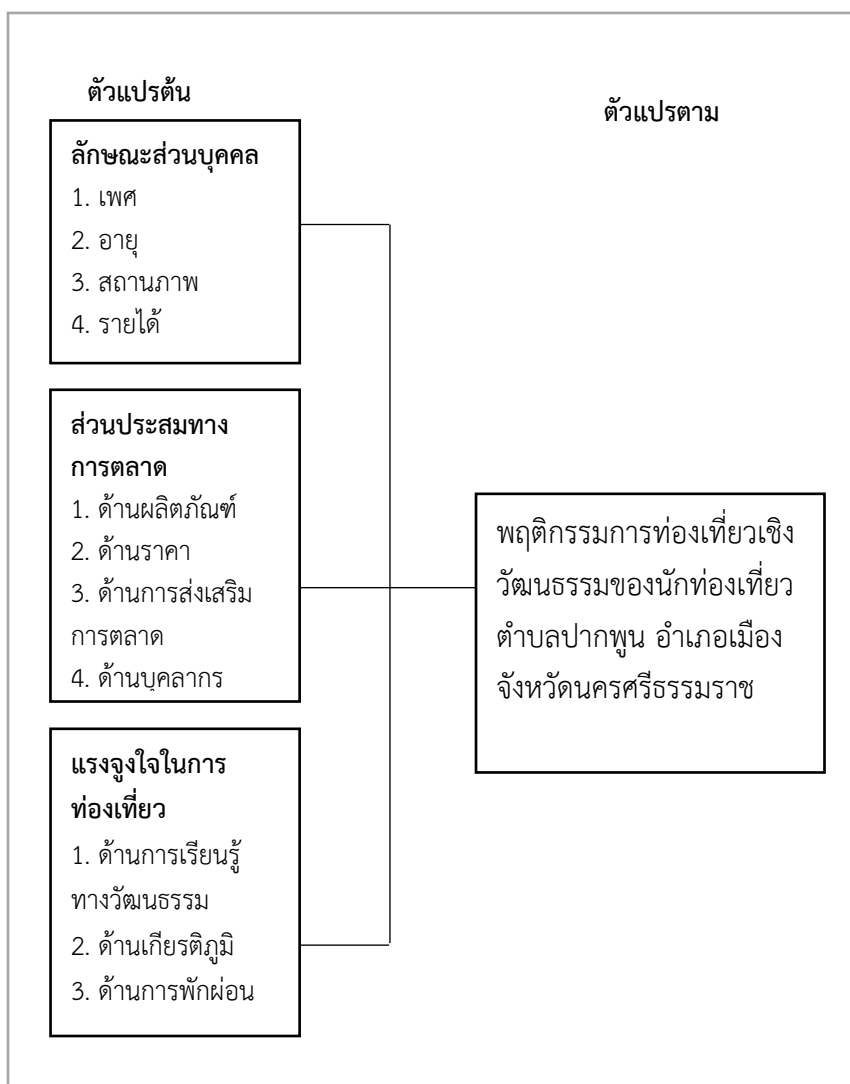 ตัวแปรต้น
ตัวแปรตาม
ลักษณะส่วนบุคคล
1. เพศ
2. อายุ
3. สถานภาพ
4. รายได้
ส่วนประสมทาง
การตลาด
1. ด้านผลิตภัณฑ์
2. ด้านราคา
3. ด้านการส่งเสริม
การตลาด
4. ด้านบุคลากร
แรงจูงใจในการ
ท่องเที่ยว
1. ด้านการเรียนรู้
ทางวัฒนธรรม
2. ด้านเกียรติภูมิ
3. ด้านการพักผ่อน
พฤติกรรมการท่องเที่ยวเชิง
วัฒนธรรมของนักท่องเที่ยว
ตำบลปากพูน อำเภอเมือง
จังหวัดนครศรีธรรมราช